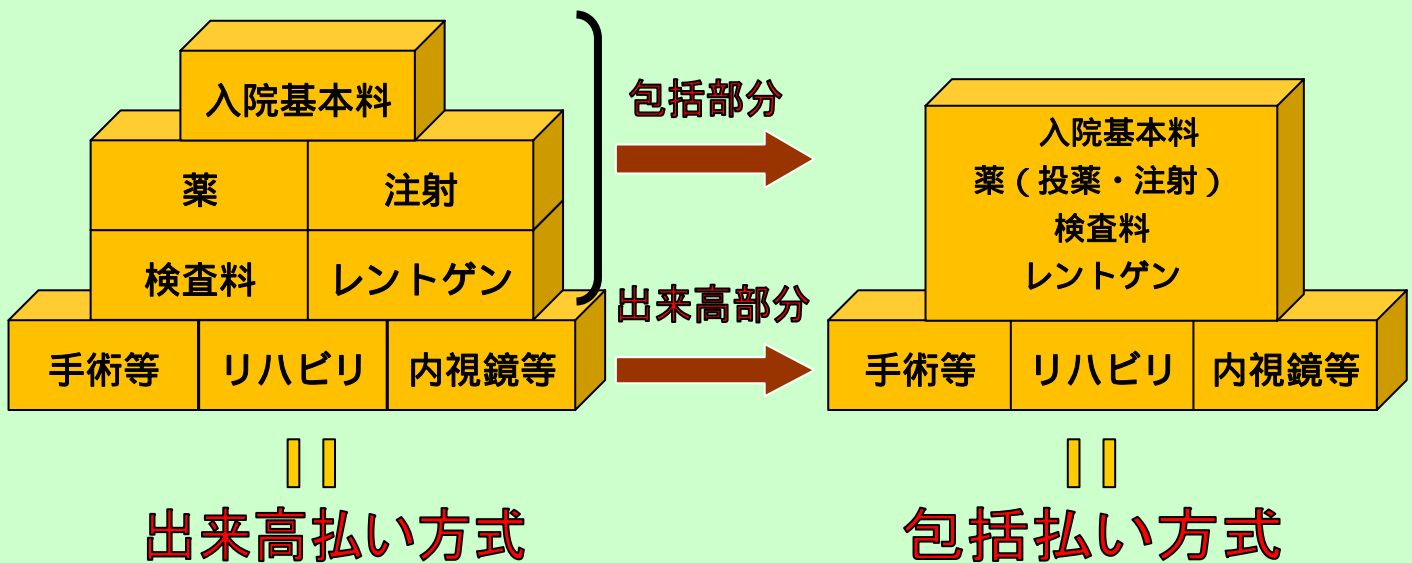 入院基本料
薬
注射
検査料
レントゲン
手術等
リハビリ
内視鏡等
出来高払い方式
包括部分
出来高部分
入院基本料
薬(投薬・注射)
検査料
レントゲン
手術等
リハビリ
内視鏡等
包括払い方式